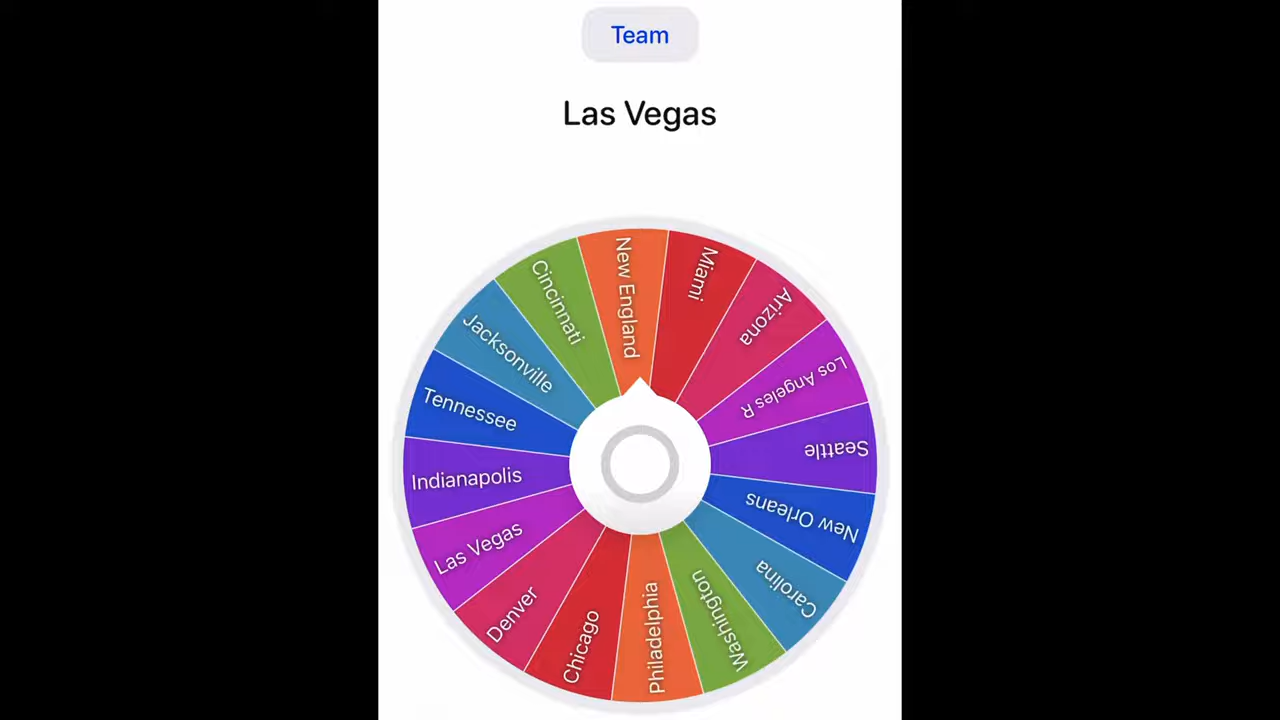 Team
Las Vegas
New England
Miami
Arizona
Los Angeles R
Seattle
New Orleans
Carolina
Washington
Philadelphia
Chicago
Denver
Las Vegas
Indianapolis
Tennessee
Jacksonville
Cincinnati